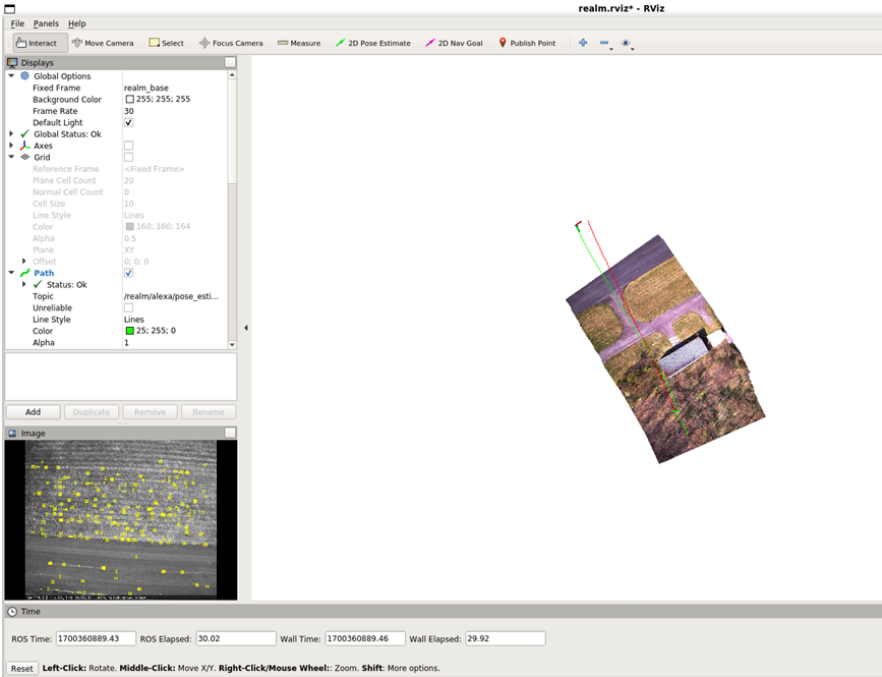 realm.rviz* - RViz
File Panels Help
Interact Move Camera Select Focus Camera Measure 2D Pose Estimate 2D Nav Goal Publish Point
Displays
Global Options
Fixed Frame realm_base
Background Color 255; 255; 255
Frame Rate 30
Default Light
Global Status: Ok
Axes
Grid
Reference Frame <Fixed Frame>
Plane Cell Count 20
Normal Cell Count 0
Cell Size 10
Line Style Lines
Color 160; 160; 164
Alpha 0.5
Plane XY
Offset 0; 0; 0
Path
Status: Ok
Topic /realm/alexa/pose_esti...
Unreliable
Line Style Lines
Color 25; 255; 0
Alpha 1
Add Duplicate Remove Rename
Image
Time
ROS Time: 1700360889.43 ROS Elapsed: 30.02 Wall Time: 1700360889.46 Wall Elapsed: 29.92
Reset Left-Click: Rotate. Middle-Click: Move X/Y. Right-Click/Mouse Wheel:: Zoom. Shift: More options.